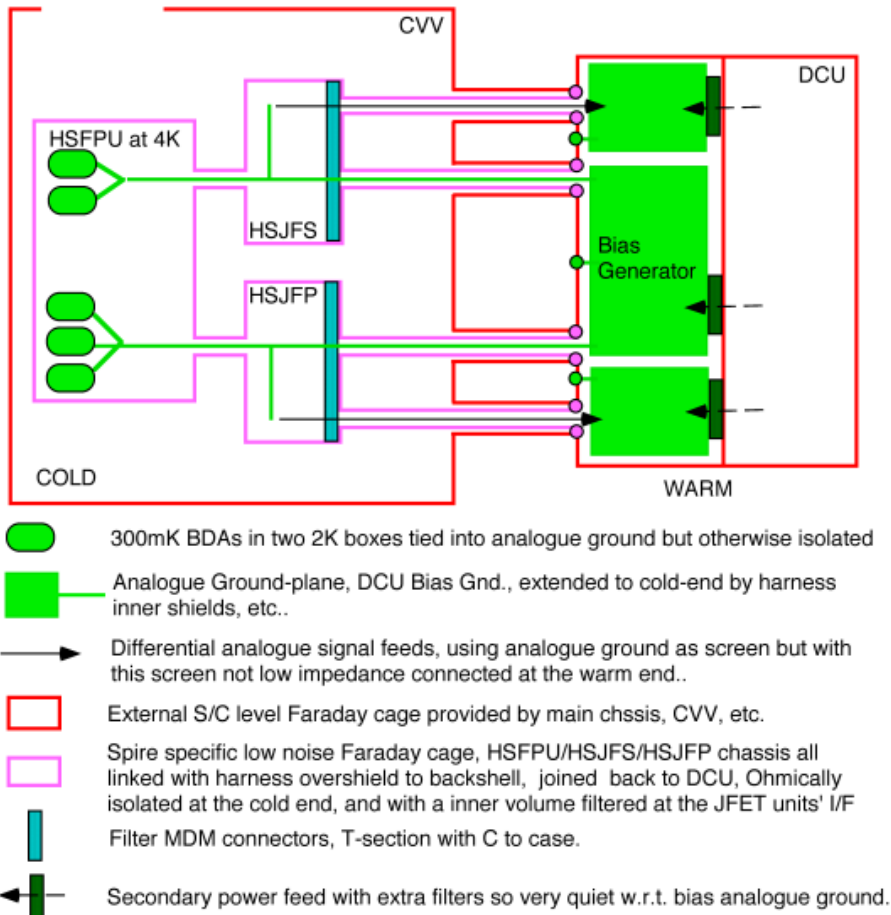 CVV
DCU
HSFPU at 4K
HSJFS
Bias
Generator
HSJFP
COLD
WARM
300mK BDAs in two 2K boxes tied into analogue ground but otherwise isolated
Analogue Ground-plane, DCU Bias Gnd., extended to cold-end by harness
inner shields, etc..
Differential analogue signal feeds, using analogue ground as screen but with
this screen not low impedance connected at the warm end..
External S/C level Faraday cage provided by main chssis, CVV, etc.
Spire specific low noise Faraday cage, HSFPU/HSJFS/HSJFP chassis all
linked with harness overshield to backshell, joined back to DCU, Ohmically
isolated at the cold end, and with a inner volume filtered at the JFET units' I/F
Filter MDM connectors, T-section with C to case.
Secondary power feed with extra filters so very quiet w.r.t. bias analogue ground.